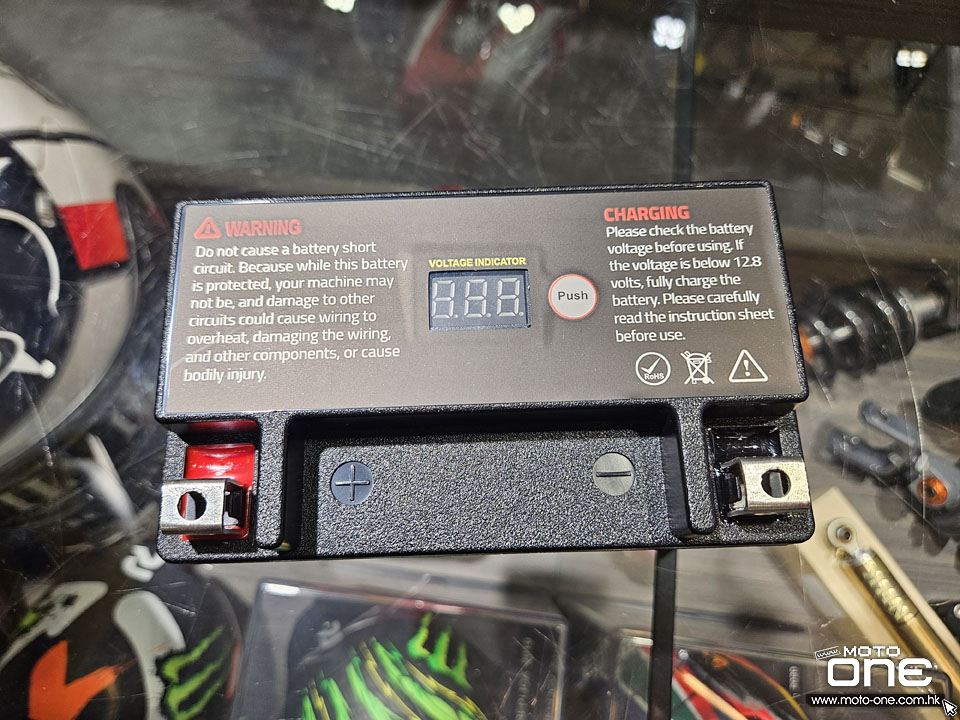 WARNING
Do not cause a battery short
circuit. Because while this battery
is protected, your machine may
not be, and damage to other
circuits could cause wiring to
overheat, damaging the wiring,
and other components, or cause
bodily injury.
VOLTAGE INDICATOR
8.8.8
Push
CHARGING
Please check the battery
voltage before using. If
the voltage is below 12.8
volts, fully charge the
battery. Please carefully
read the instruction sheet
before use.
RoHS
+
−
www.
MOTO
ONE
www.moto-one.com.hk